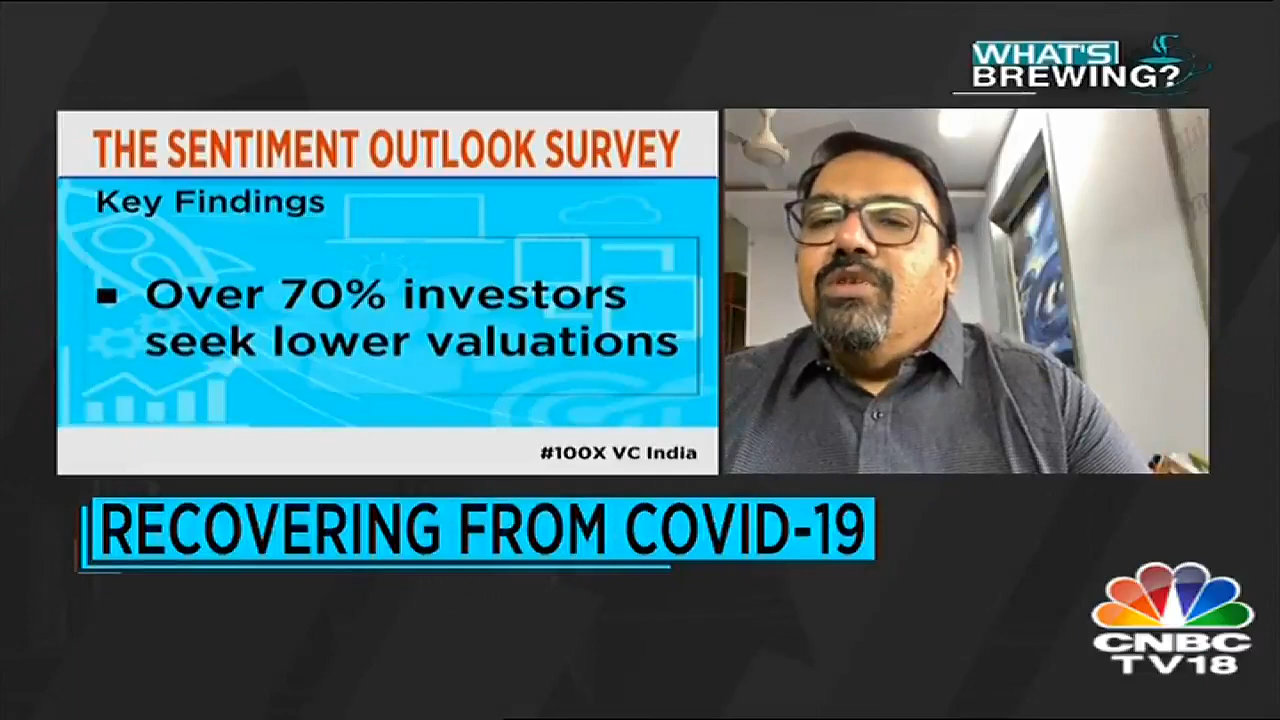 WHAT'S
BREWING?
THE SENTIMENT OUTLOOK SURVEY
Key Findings
▪ Over 70% investors
seek lower valuations
#100X VC India
RECOVERING FROM COVID-19
CNBC
TV18